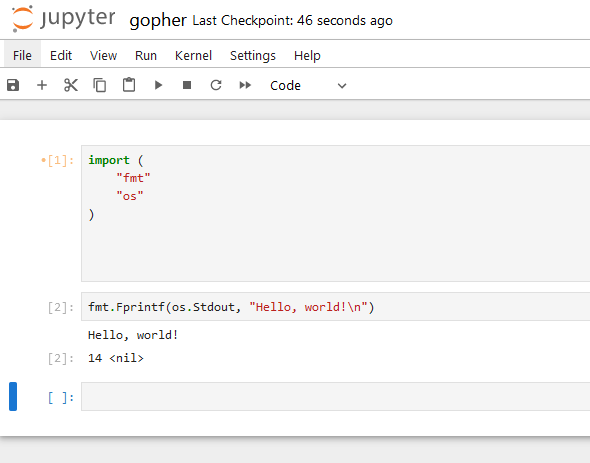 jupyter gopher Last Checkpoint: 46 seconds ago
File Edit View Run Kernel Settings Help
Code
•[1]: import (
    "fmt"
    "os"
)
[2]: fmt.Fprintf(os.Stdout, "Hello, world!\n")
Hello, world!
[2]: 14 <nil>
[ ]: